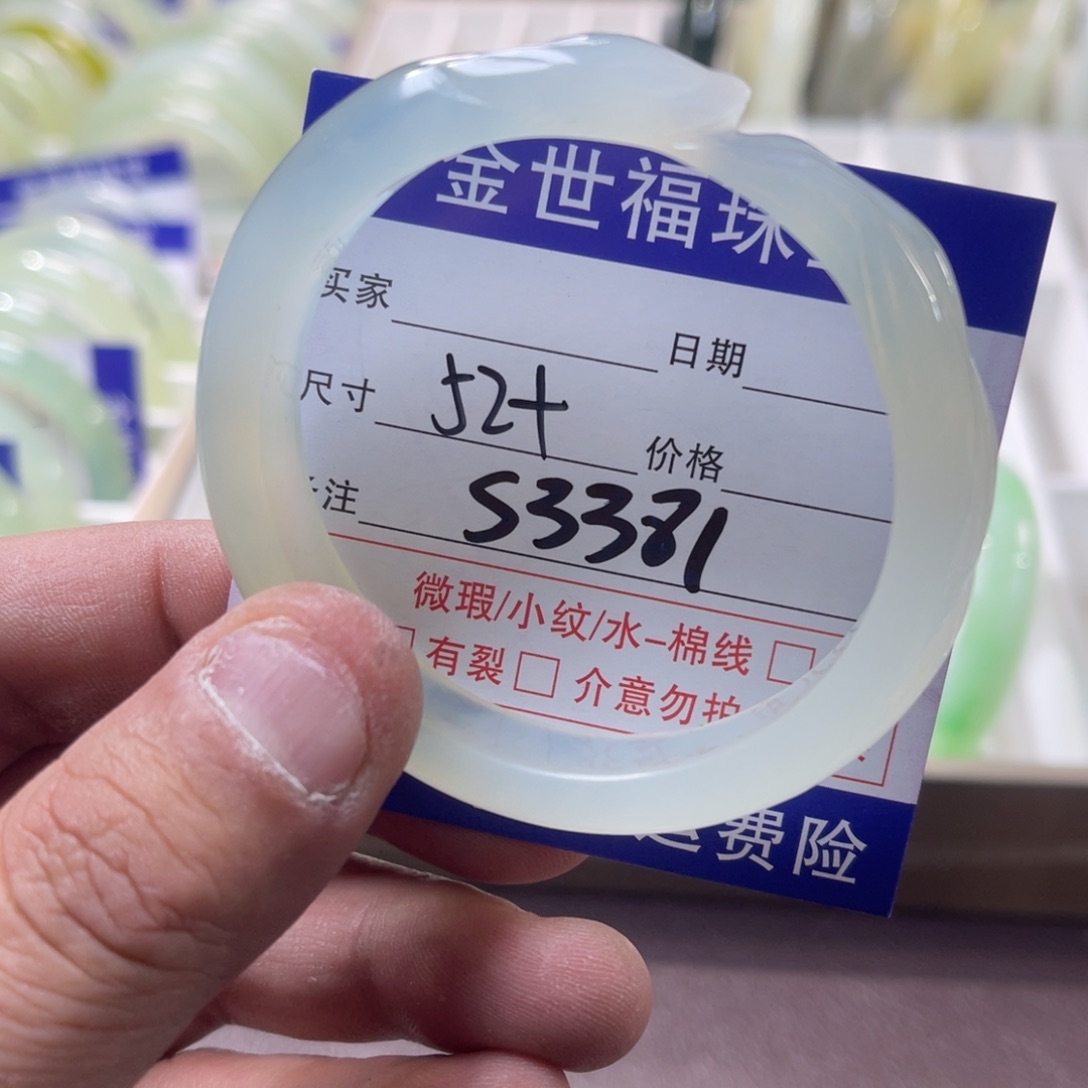 金世福珠
买家 日期
尺寸 52+ 价格
注 S3381
微瑕/小纹/水-棉线 □
有裂 □ 介意勿拍
运费险